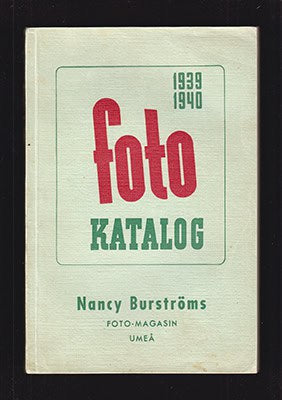 1939
1940
foto
KATALOG
Nancy Burströms
FOTO-MAGASIN
UMEÅ